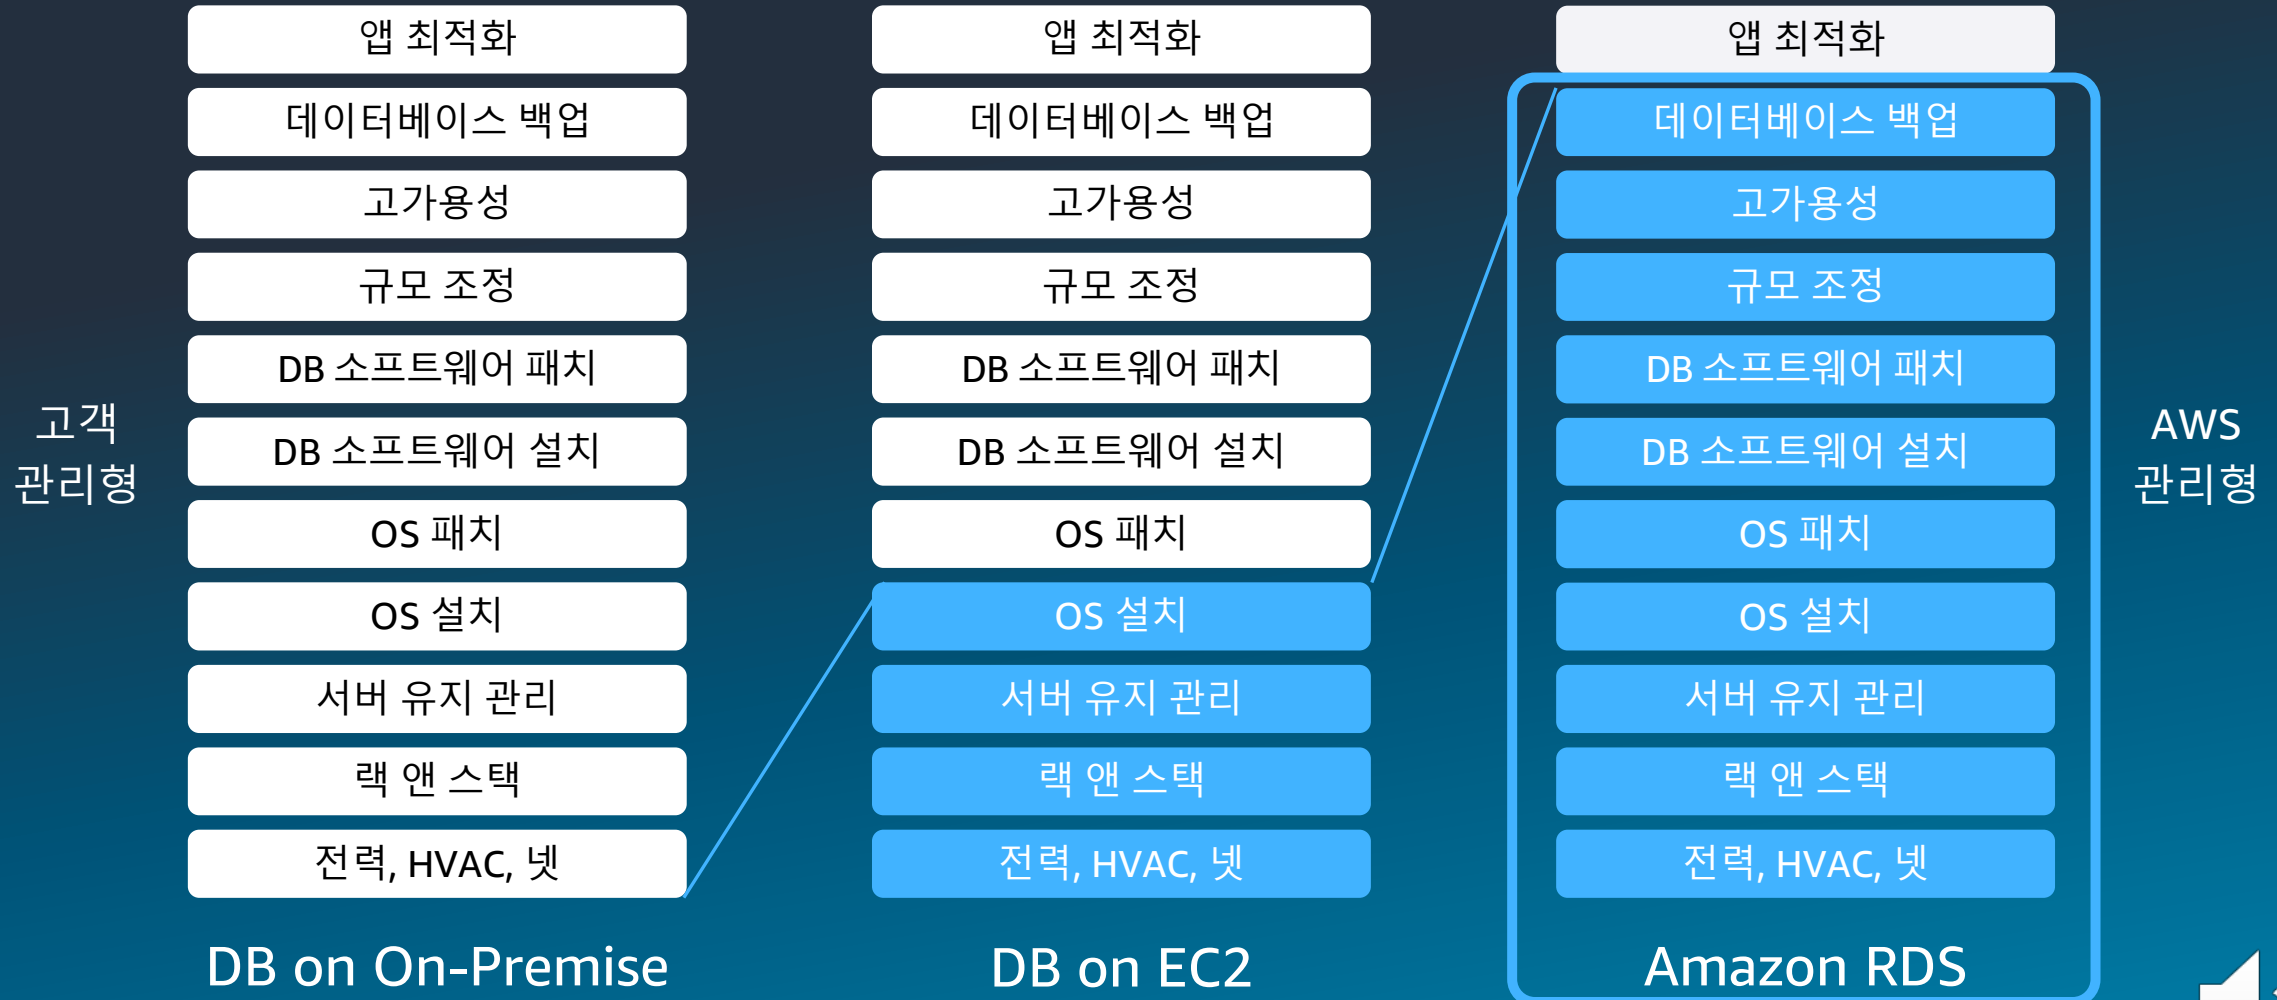 고객
관리형
앱 최적화
데이터베이스 백업
고가용성
규모 조정
DB 소프트웨어 패치
DB 소프트웨어 설치
OS 패치
OS 설치
서버 유지 관리
랙 앤 스택
전력, HVAC, 넷
DB on On-Premise
앱 최적화
데이터베이스 백업
고가용성
규모 조정
DB 소프트웨어 패치
DB 소프트웨어 설치
OS 패치
OS 설치
서버 유지 관리
랙 앤 스택
전력, HVAC, 넷
DB on EC2
앱 최적화
데이터베이스 백업
고가용성
규모 조정
DB 소프트웨어 패치
DB 소프트웨어 설치
OS 패치
OS 설치
서버 유지 관리
랙 앤 스택
전력, HVAC, 넷
Amazon RDS
AWS
관리형